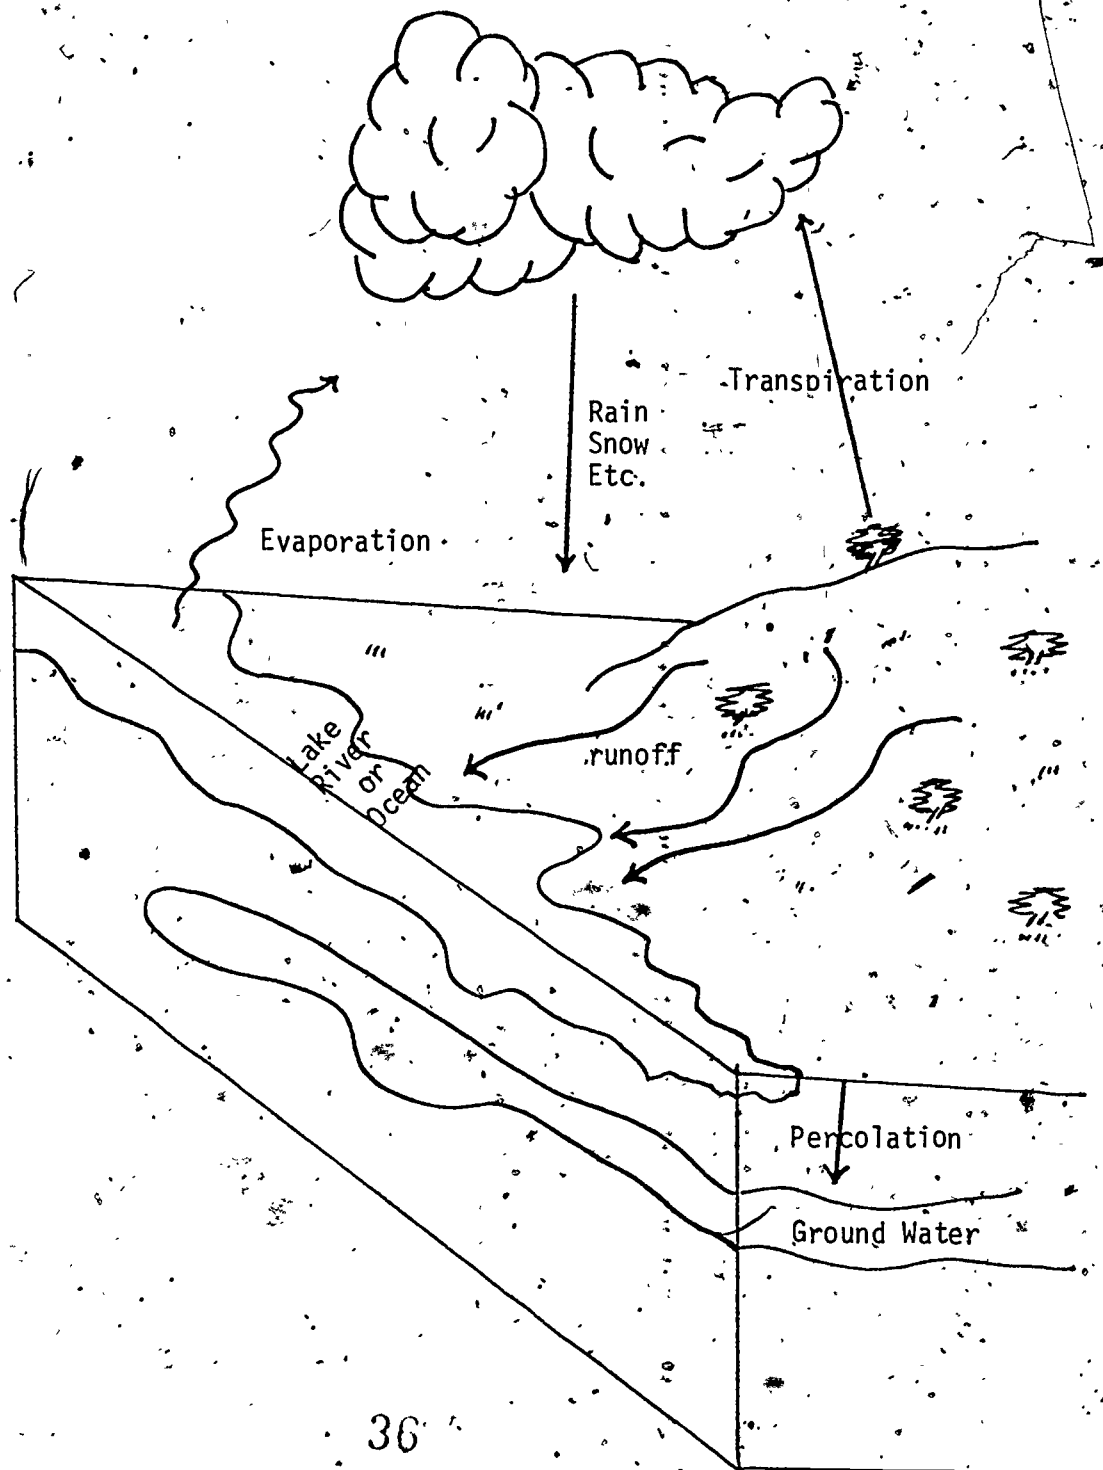 Transpiration
Rain
Snow
Etc.
Evaporation
Lake
River
or
Ocean
runoff
Percolation
Ground Water
36